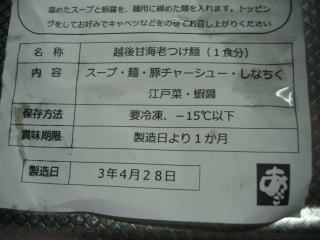 温めたスープと蝦醤を、麺用に締めた麺を入れます。トッピン
グをしてお好みでキャベツなどをのせてお召し上がりください
名称 越後甘海老つけ麺（1食分）
内容 スープ・麺・豚チャーシュー・しなちく
江戸菜・蝦醤
保存方法 要冷凍、－15℃以下
賞味期限 製造日より1か月
製造日 3年4月28日